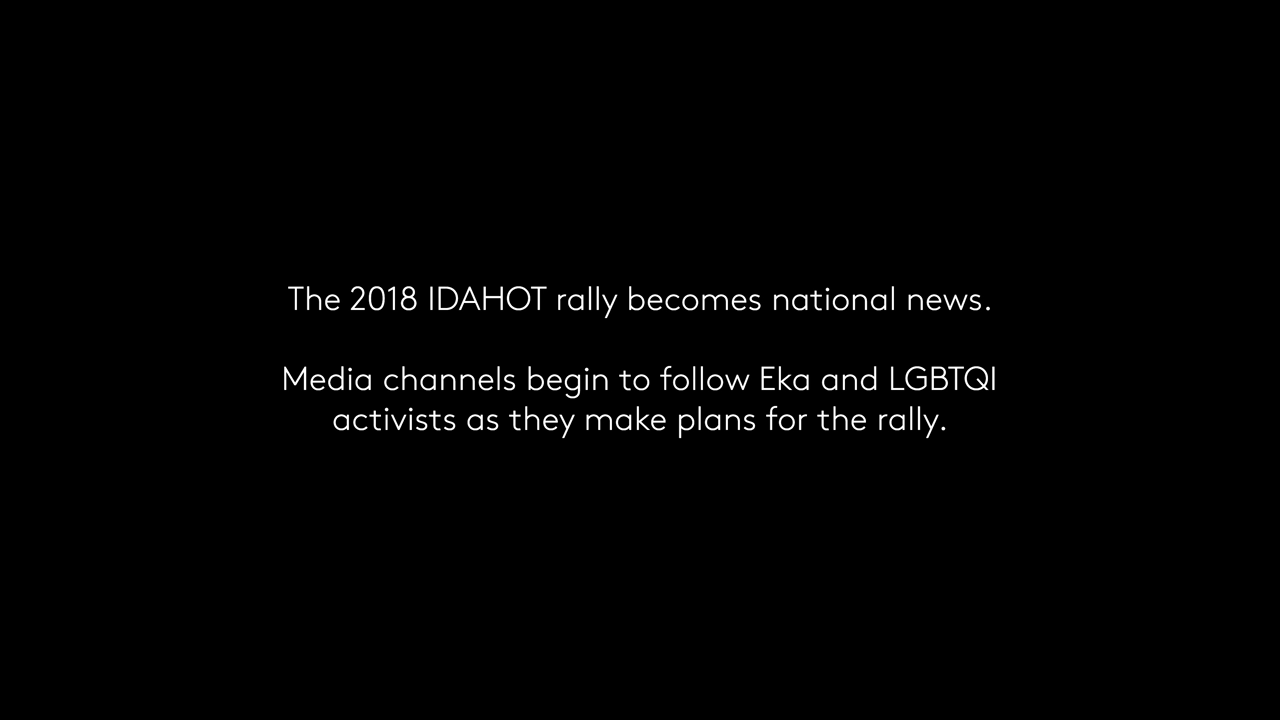 The 2018 IDAHOT rally becomes national news.
Media channels begin to follow Eka and LGBTQI
activists as they make plans for the rally.